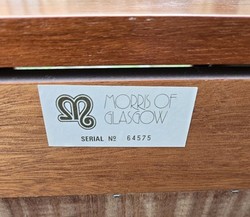 MORRIS OF
GLASGOW
SERIAL Nº 64575